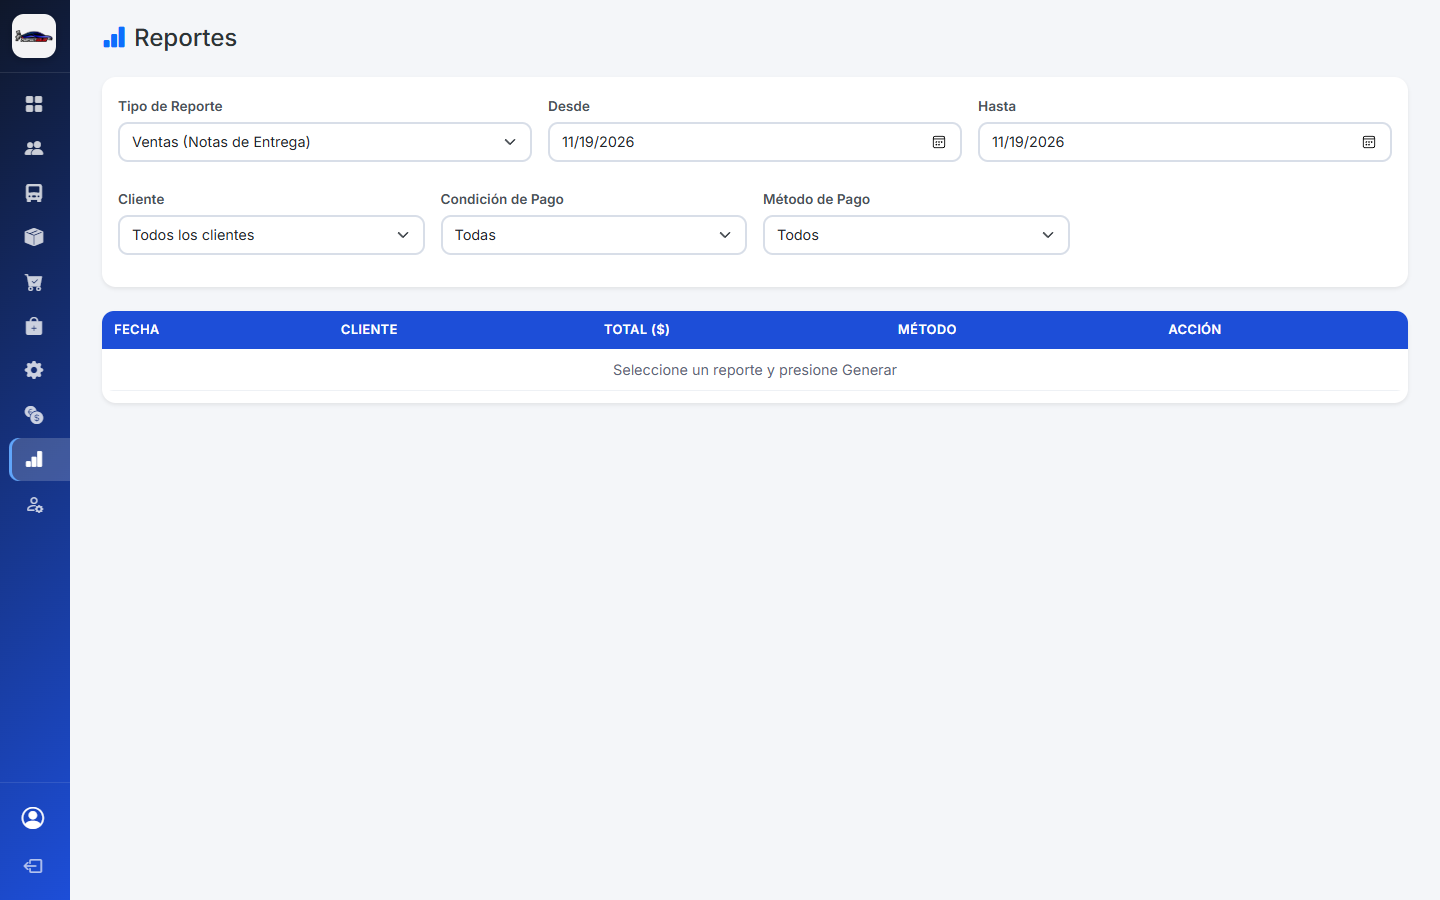 Reportes
Tipo de Reporte
Desde
Hasta
Ventas (Notas de Entrega)
11/19/2026
11/19/2026
Cliente
Condición de Pago
Método de Pago
Todos los clientes
Todas
Todos
FECHA
CLIENTE
TOTAL ($)
MÉTODO
ACCIÓN
Seleccione un reporte y presione Generar